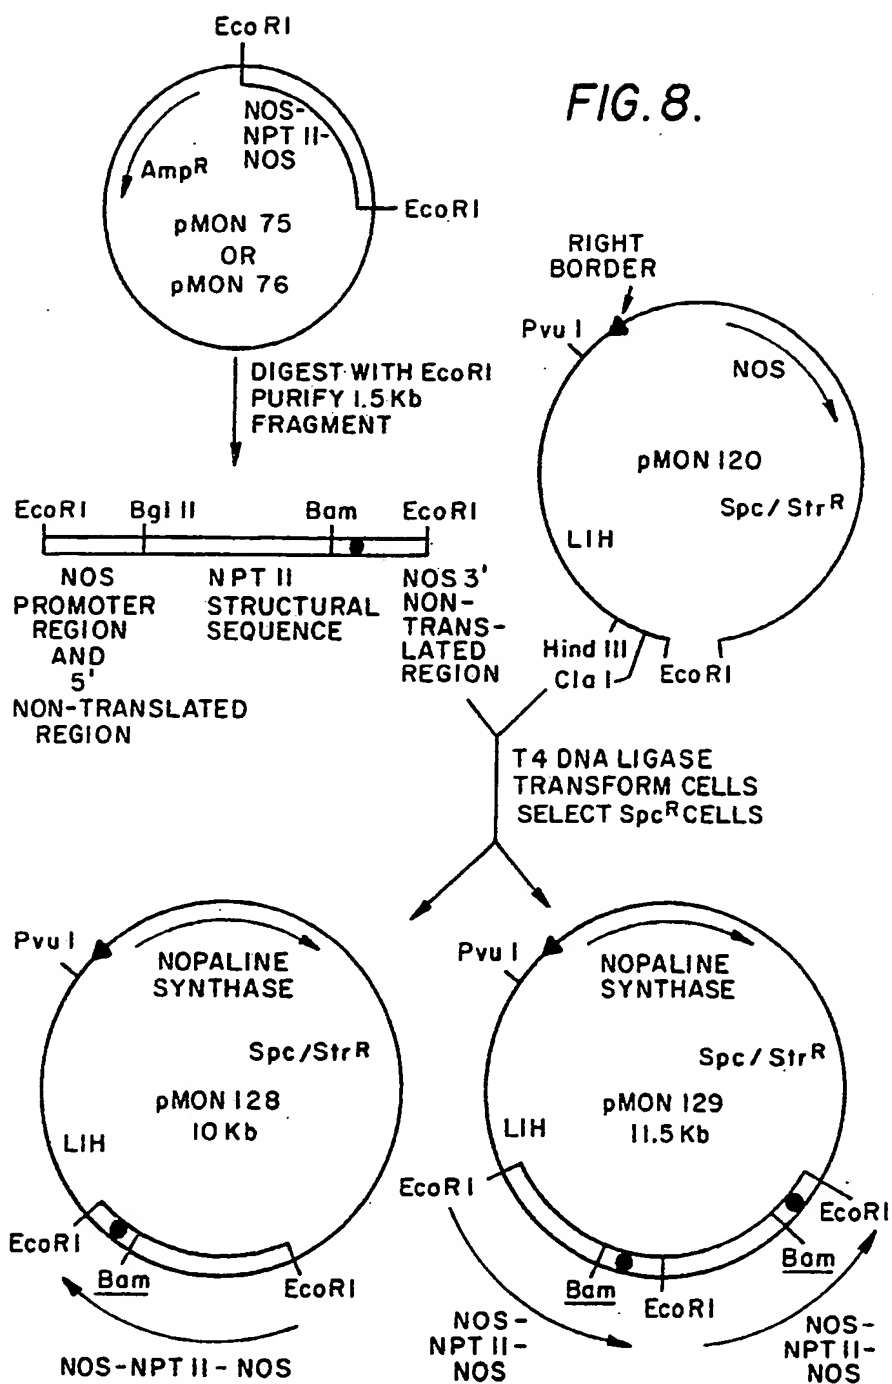 FIG. 8.
Eco RI
NOS-
NPT II-
NOS
AmpR
EcoRI
pMON 75
OR
pMON 76
DIGEST WITH EcoRI
PURIFY 1.5 Kb
FRAGMENT
RIGHT
BORDER
Pvu I
NOS
pMON 120
Spc/StrR
LIH
Hind III
Cla I
EcoRI
EcoRI
Bgl II
Bam
EcoRI
NOS
PROMOTER
REGION
AND
5'
NON-TRANSLATED
REGION
NPT II
STRUCTURAL
SEQUENCE
NOS 3'
NON-
TRANS-
LATED
REGION
T4 DNA LIGASE
TRANSFORM CELLS
SELECT SpcR CELLS
Pvu I
NOPALINE
SYNTHASE
Spc/StrR
pMON 128
10 Kb
LIH
EcoRI
Bam
EcoRI
NOS-NPT II-NOS
Pvu I
NOPALINE
SYNTHASE
Spc/StrR
pMON 129
11.5 Kb
LIH
EcoRI
EcoRI
Bam
Bam
EcoRI
NOS-
NPT II-
NOS
NOS-
NPT II-
NOS